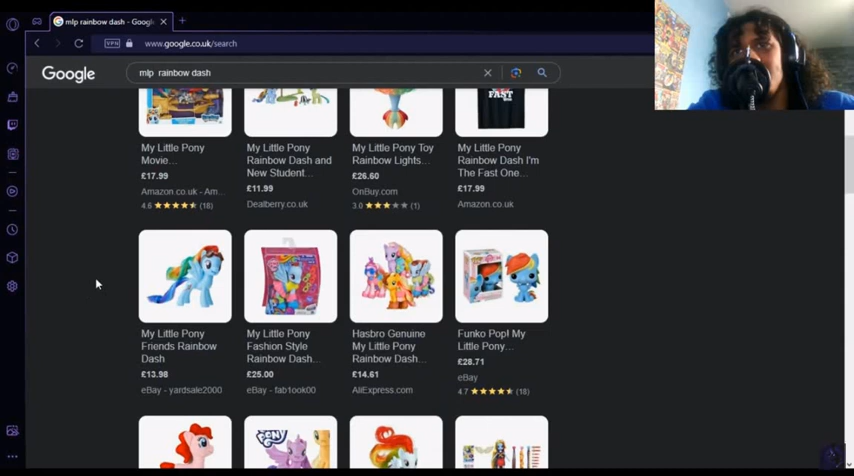 mlp rainbow dash - Google
www.google.co.uk/search
VPN
Google
mlp rainbow dash
FAST
My Little Pony
Movie...
£17.99
Amazon.co.uk - Am...
4.6 (18)
My Little Pony
Rainbow Dash and
New Student...
£11.99
Dealberry.co.uk
My Little Pony Toy
Rainbow Lights...
£26.60
OnBuy.com
3.0 (1)
My Little Pony
Rainbow Dash I'm
The Fast One...
£17.99
Amazon.co.uk
My Little Pony
Friends Rainbow
Dash
£13.98
eBay - yardsale2000
My Little Pony
Fashion Style
Rainbow Dash...
£25.00
eBay - fab1ook00
Hasbro Genuine
My Little Pony
Rainbow Dash...
£14.61
AliExpress.com
Funko Pop! My
Little Pony...
£28.71
eBay
4.7 (18)
PONY